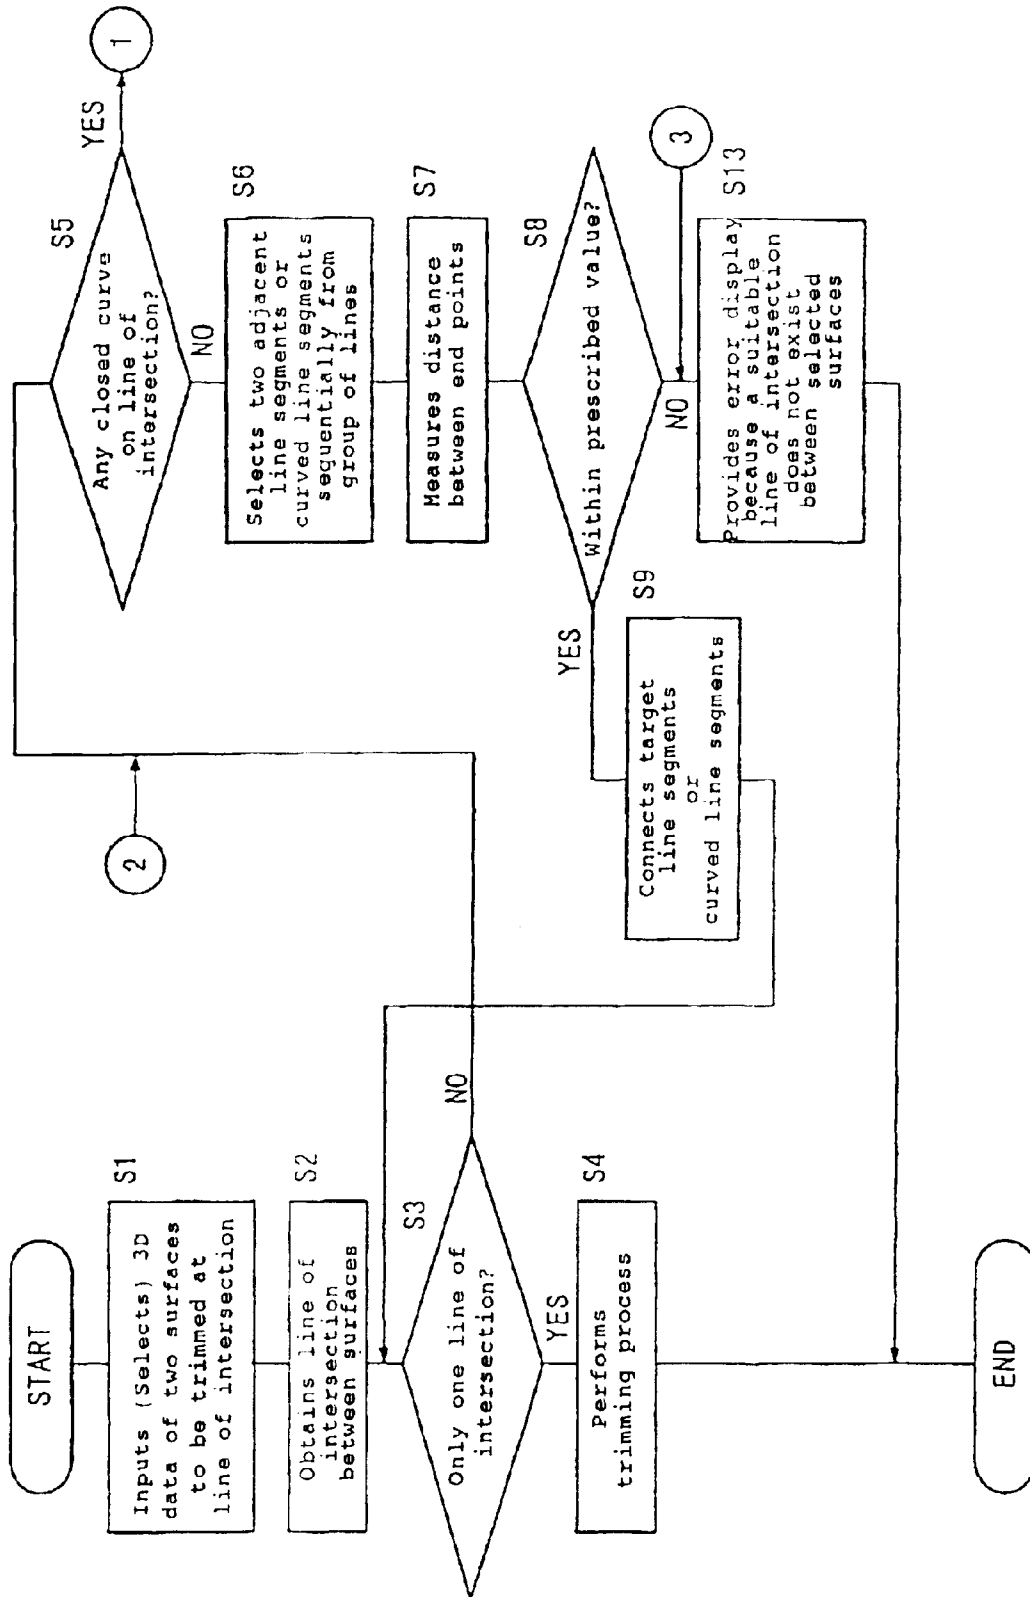 START
S1
Inputs (Selects) 3D
data of two surfaces
to be trimmed at
line of intersection
S2
Obtains line of
intersection
between surfaces
S3
Only one line of
intersection?
NO
YES
S4
Performs
trimming process
END
2
S5
Any closed curve
on line of
intersection?
YES
1
NO
S6
Selects two adjacent
line segments or
curved line segments
sequentially from
group of lines
S7
Measures distance
between end points
S8
Within prescribed value?
YES
NO
3
S9
Connects target
line segments
or
curved line segments
S13
Provides error display
because a suitable
line of intersection
does not exist
between selected
surfaces